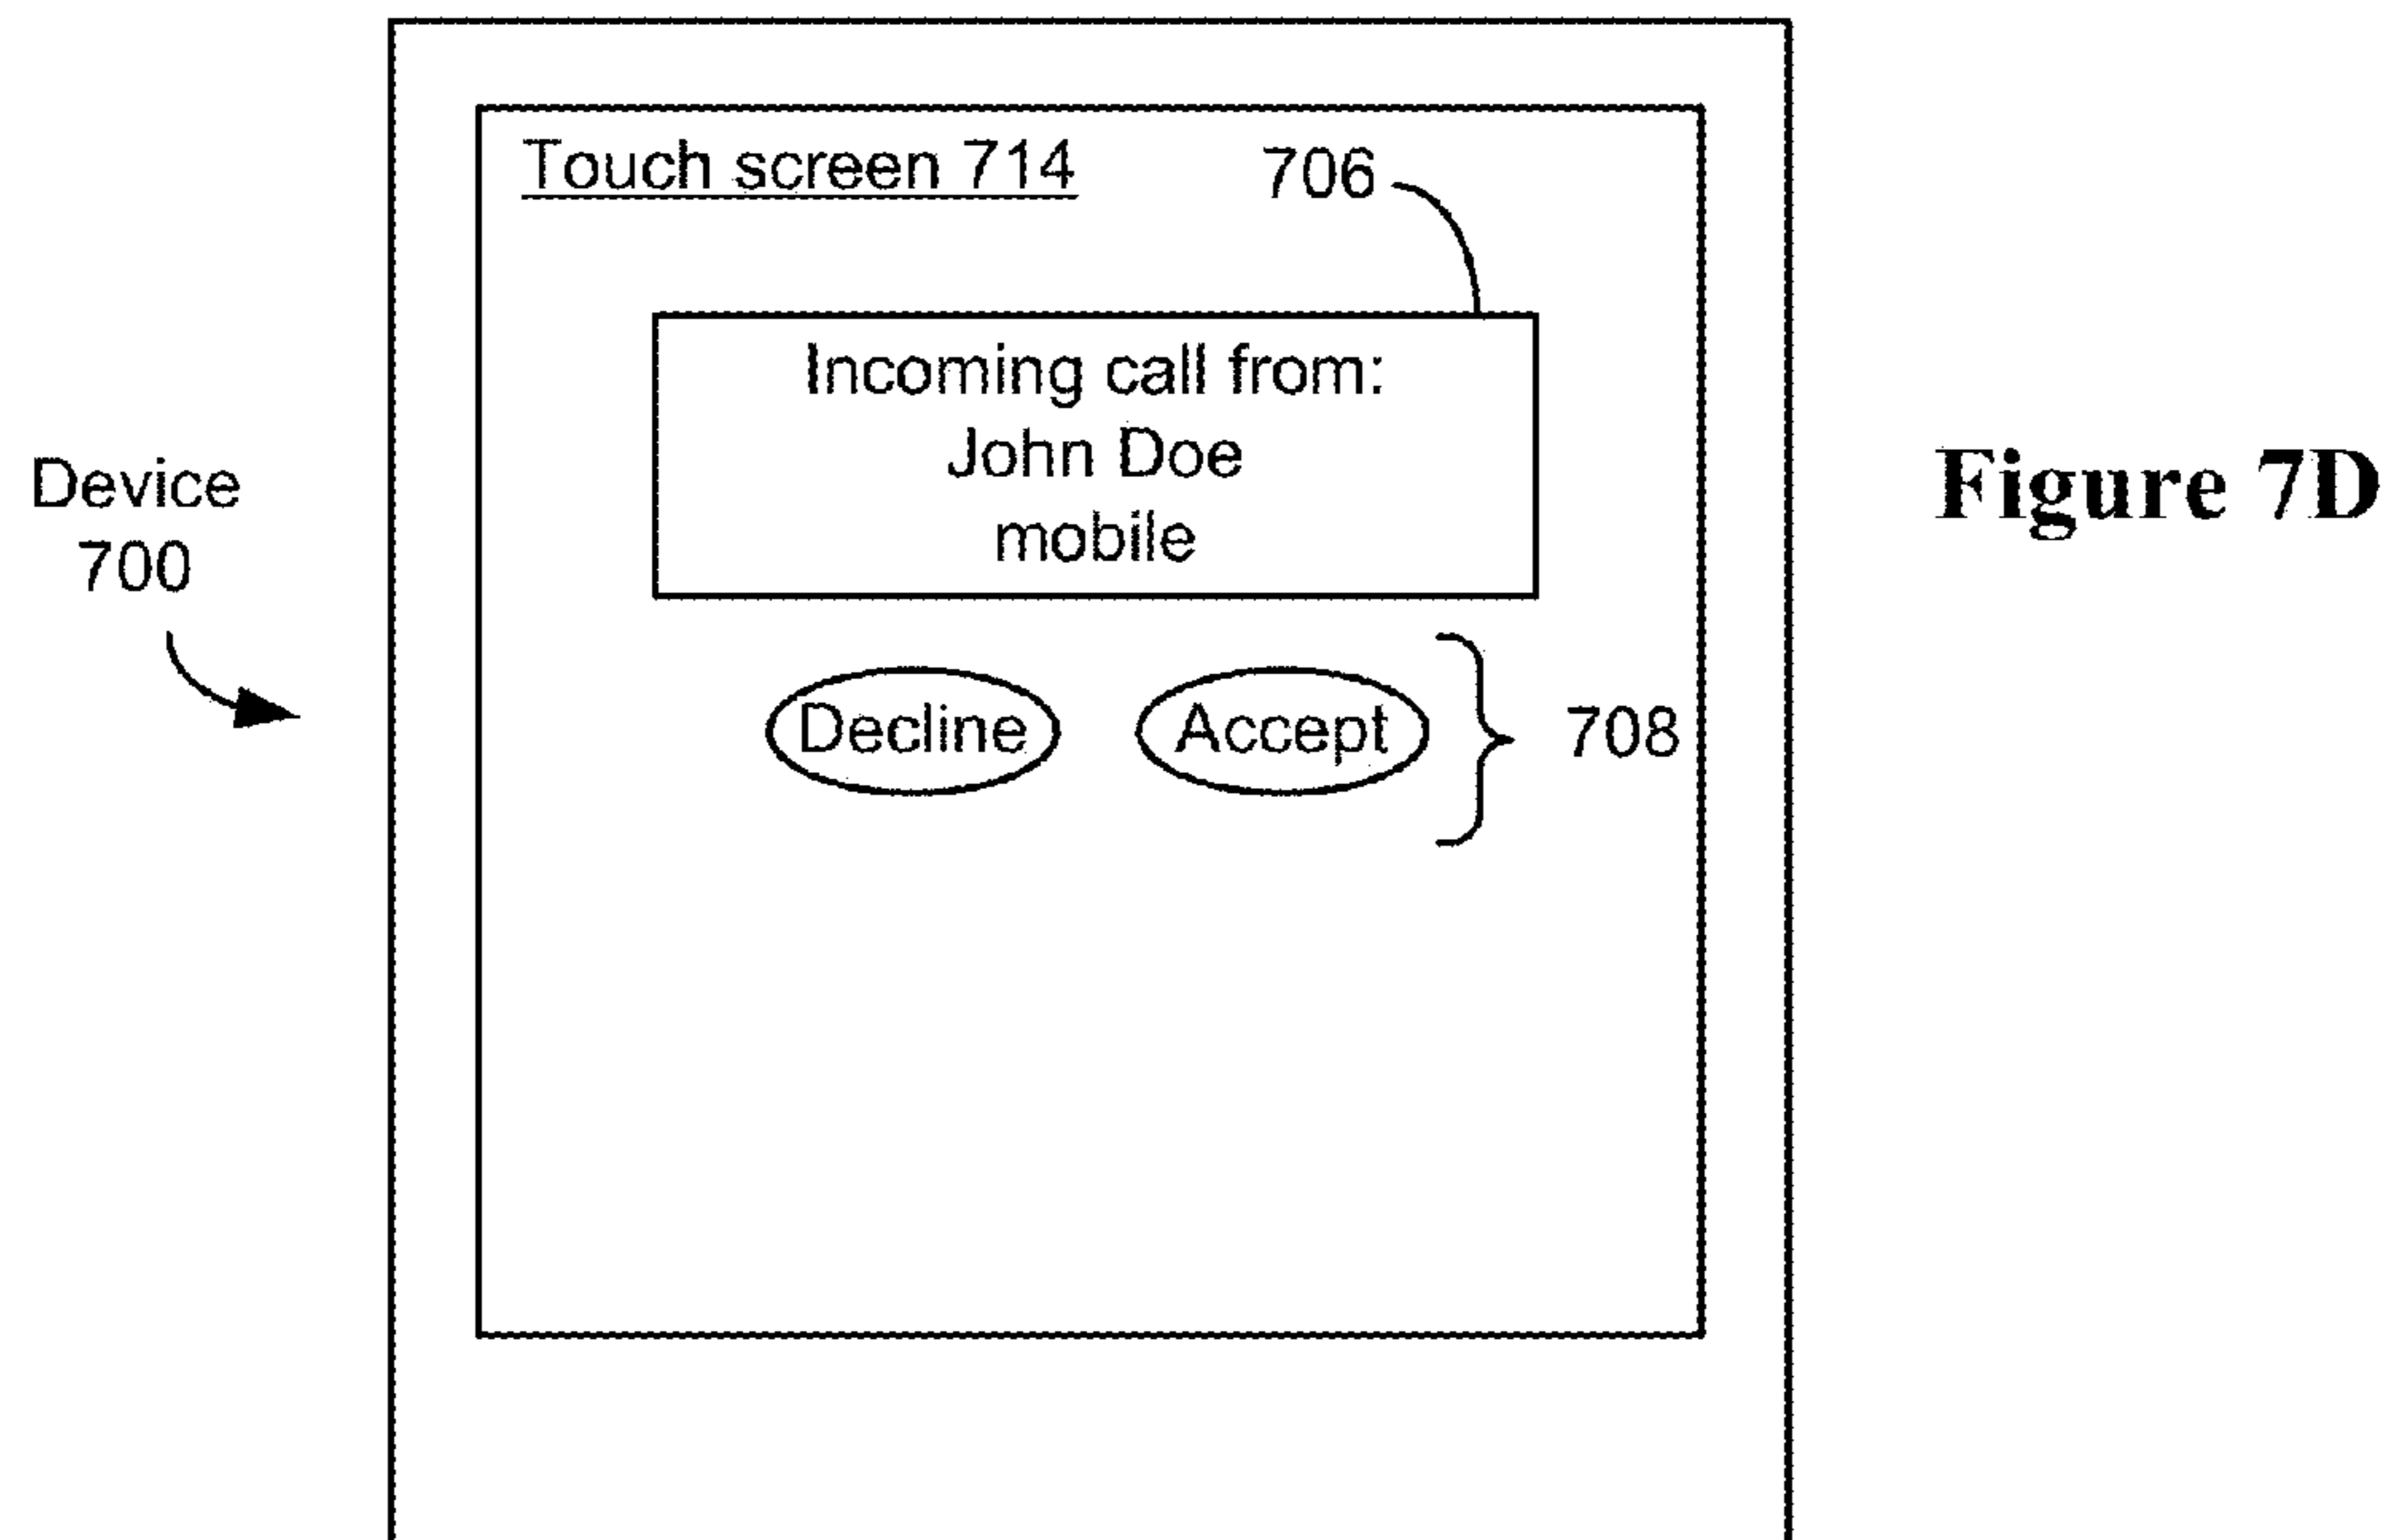 Touch screen 714
706
Incoming call from:
John Doe
mobile
Device
700
Figure 7D
Decline
Accept
708